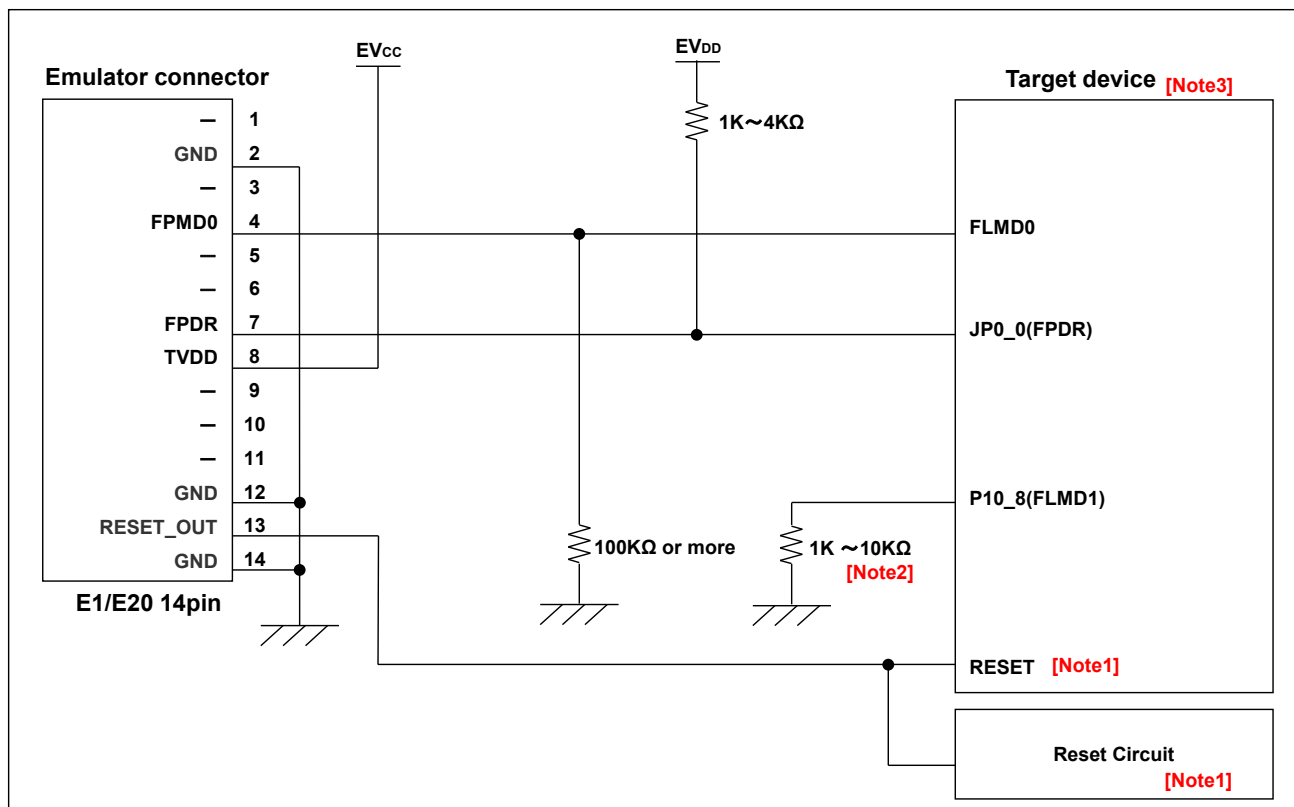 EVCC
EVDD
Emulator connector
Target device [Note3]
– 1
GND 2
– 3
FPMD0 4
– 5
– 6
FPDR 7
TVDD 8
– 9
– 10
– 11
GND 12
RESET_OUT 13
GND 14
E1/E20 14pin
1K～4KΩ
100KΩ or more
1K ～10KΩ
[Note2]
FLMD0
JP0_0(FPDR)
P10_8(FLMD1)
RESET [Note1]
Reset Circuit
[Note1]